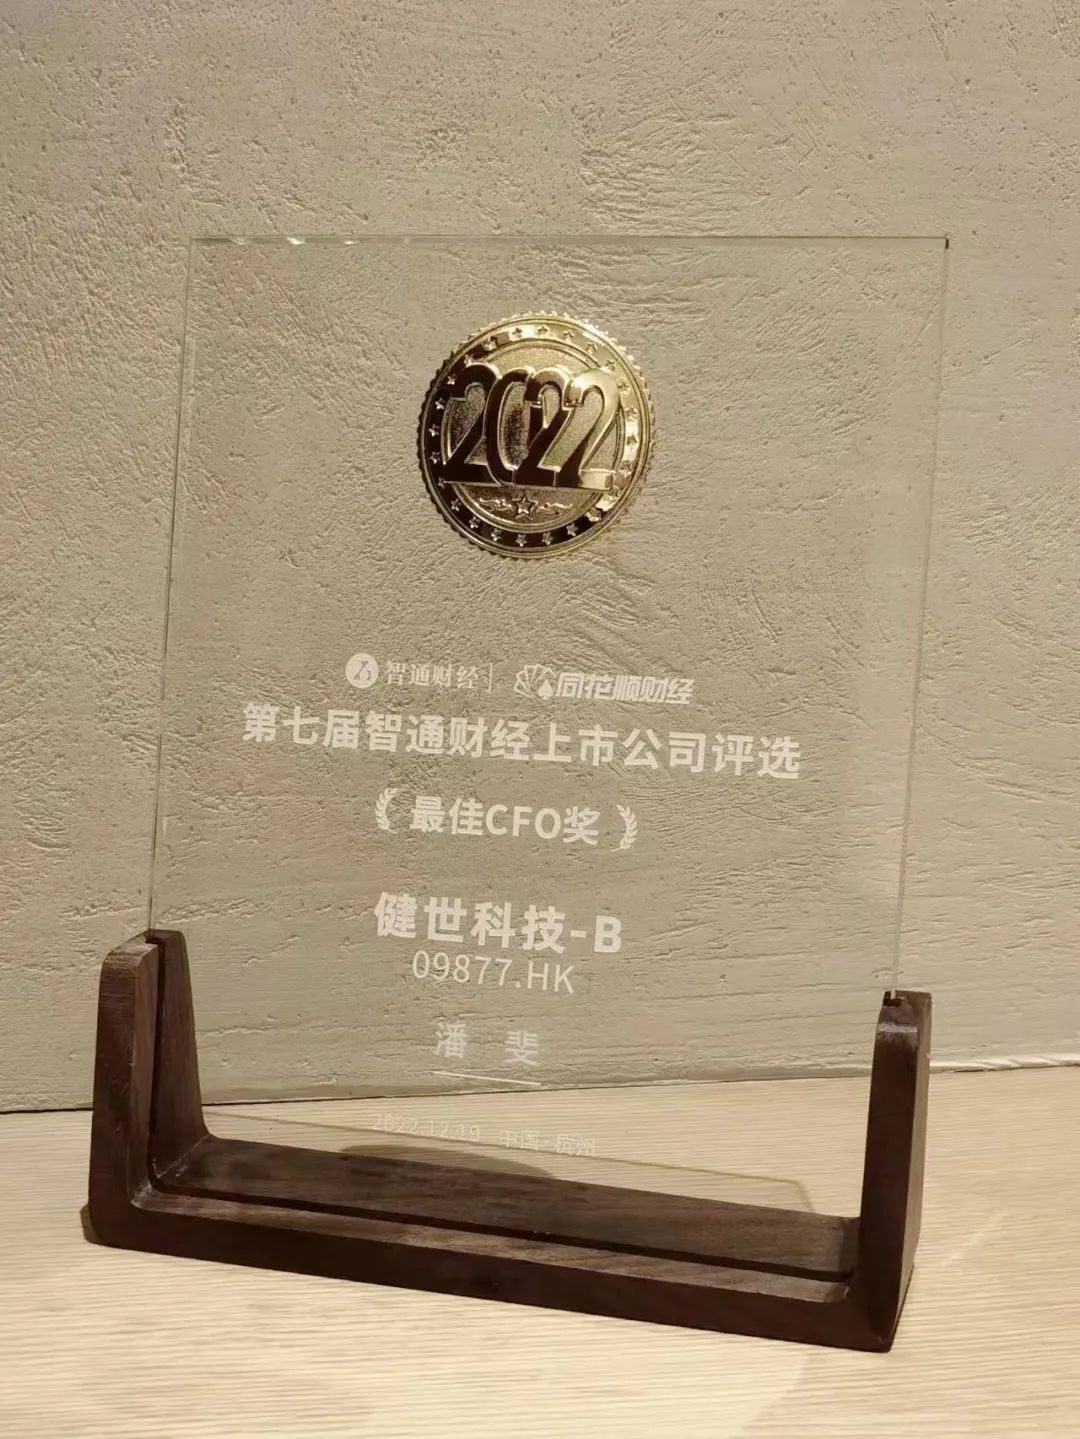 2022
智通财经 | 同花顺财经
第七届智通财经上市公司评选
最佳CFO奖
健世科技-B
09877.HK
潘 斐
2022.12.19 中国·杭州